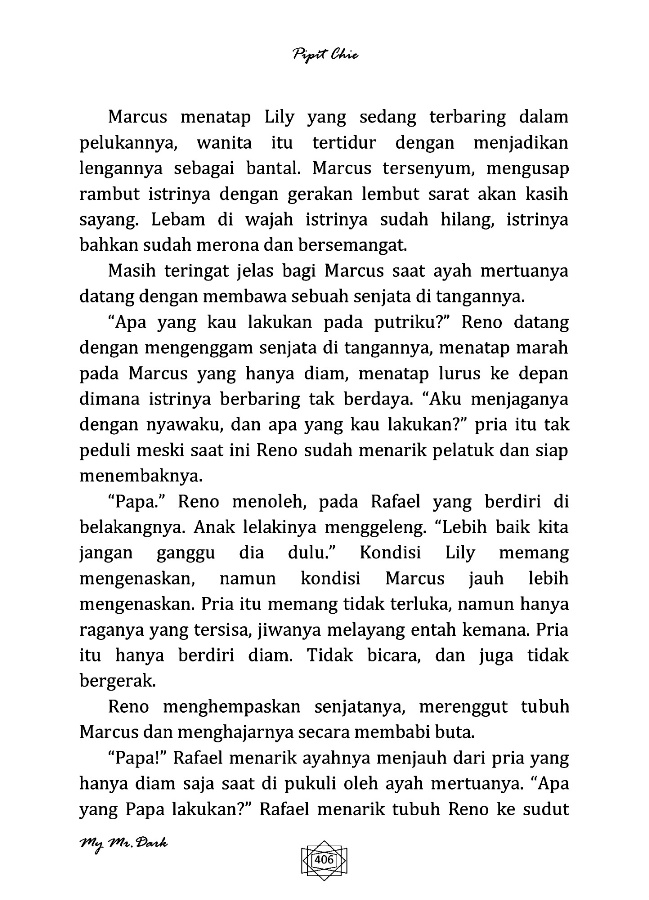 Pipit Chie
Marcus menatap Lily yang sedang terbaring dalam
pelukannya, wanita itu tertidur dengan menjadikan
lengannya sebagai bantal. Marcus tersenyum, mengusap
rambut istrinya dengan gerakan lembut sarat akan kasih
sayang. Lebam di wajah istrinya sudah hilang, istrinya
bahkan sudah merona dan bersemangat.
Masih teringat jelas bagi Marcus saat ayah mertuanya
datang dengan membawa sebuah senjata di tangannya.
“Apa yang kau lakukan pada putriku?” Reno datang
dengan mengenggam senjata di tangannya, menatap marah
pada Marcus yang hanya diam, menatap lurus ke depan
dimana istrinya berbaring tak berdaya. “Aku menjaganya
dengan nyawaku, dan apa yang kau lakukan?” pria itu tak
peduli meski saat ini Reno sudah menarik pelatuk dan siap
menembaknya.
“Papa.” Reno menoleh, pada Rafael yang berdiri di
belakangnya. Anak lelakinya menggeleng. “Lebih baik kita
jangan ganggu dia dulu.” Kondisi Lily memang
mengenaskan, namun kondisi Marcus jauh lebih
mengenaskan. Pria itu memang tidak terluka, namun hanya
raganya yang tersisa, jiwanya melayang entah kemana. Pria
itu hanya berdiri diam. Tidak bicara, dan juga tidak
bergerak.
Reno menghempaskan senjatanya, merenggut tubuh
Marcus dan menghajarnya secara membabi buta.
“Papa!” Rafael menarik ayahnya menjauh dari pria yang
hanya diam saja saat di pukuli oleh ayah mertuanya. “Apa
yang Papa lakukan?” Rafael menarik tubuh Reno ke sudut
My Mr. Dark
406